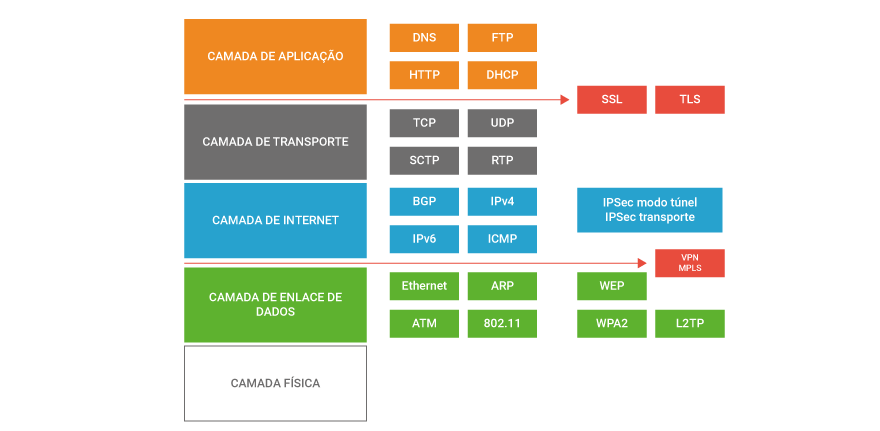 CAMADA DE APLICAÇÃO
DNS
FTP
HTTP
DHCP
SSL
TLS
CAMADA DE TRANSPORTE
TCP
UDP
SCTP
RTP
CAMADA DE INTERNET
BGP
IPv4
IPv6
ICMP
IPSec modo túnel
IPSec transporte
VPN
MPLS
CAMADA DE ENLACE DE
DADOS
Ethernet
ARP
WEP
ATM
802.11
WPA2
L2TP
CAMADA FÍSICA